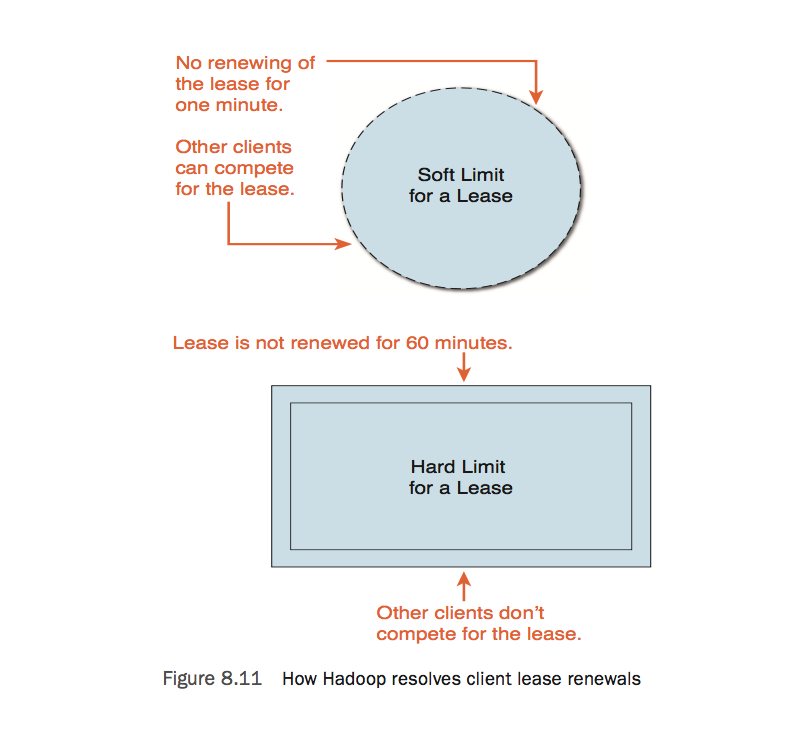 No renewing of
the lease for
one minute.
Other clients
can compete
for the lease.
Soft Limit
for a Lease
Lease is not renewed for 60 minutes.
Hard Limit
for a Lease
Other clients don’t
compete for the lease.
Figure 8.11 How Hadoop resolves client lease renewals